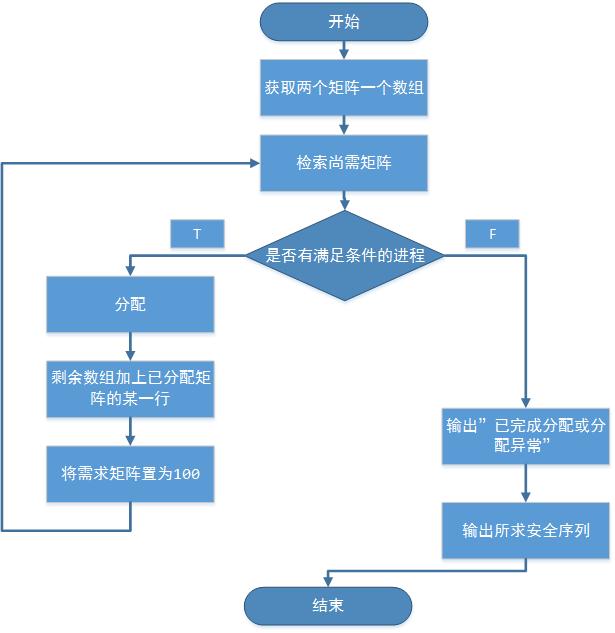 开始
获取两个矩阵一个数组
检索尚需矩阵
T
F
是否有满足条件的进程
分配
剩余数组加上已分配矩
阵的某一行
将需求矩阵置为100
输出”已完成分配或分
配异常”
输出所求安全序列
结束